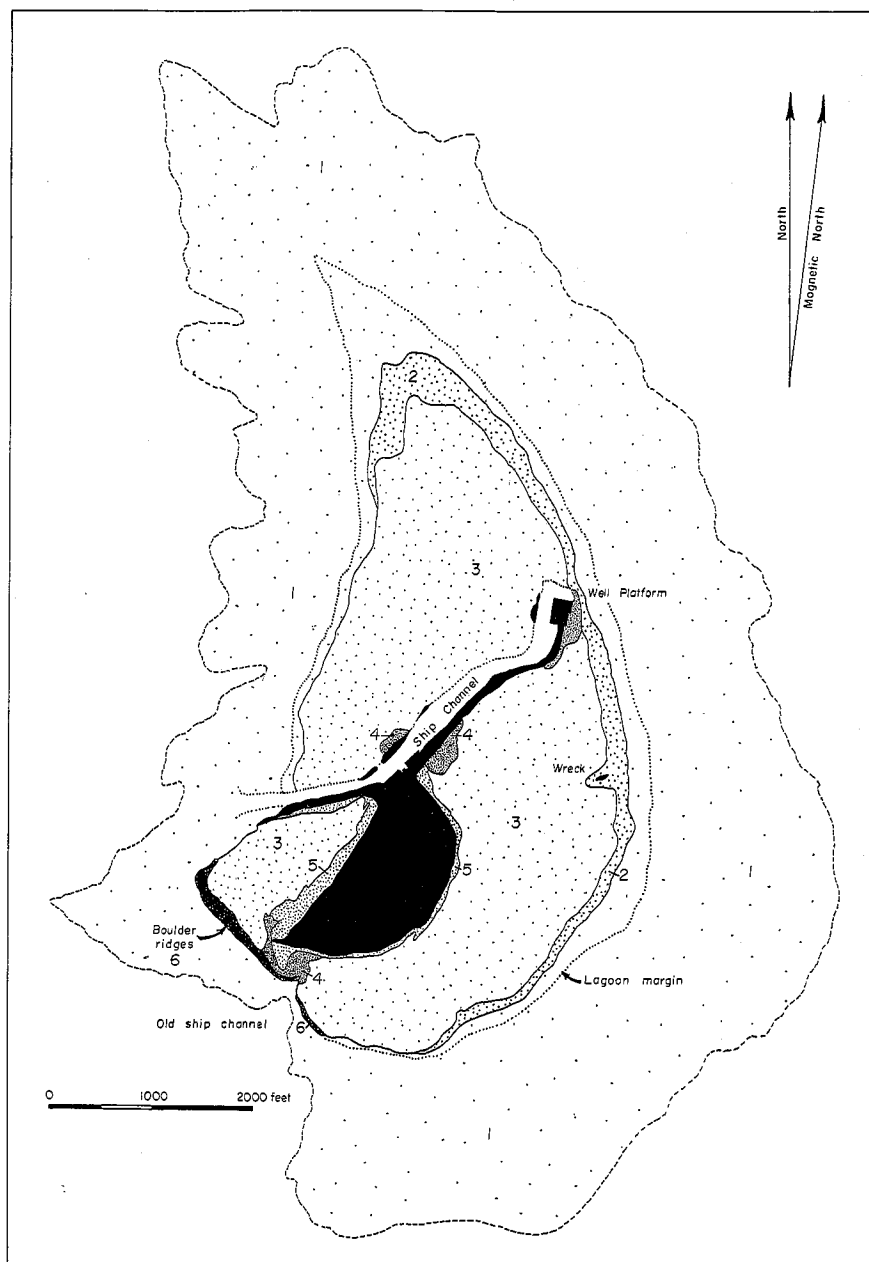 North
Magnetic North
1
2
3
Well Platform
1
Ship Channel
4
4
Wreck
3
3
5
5
2
1
Boulder
ridges
6
4
Lagoon margin
Old ship channel
6
0 1000 2000 feet
1